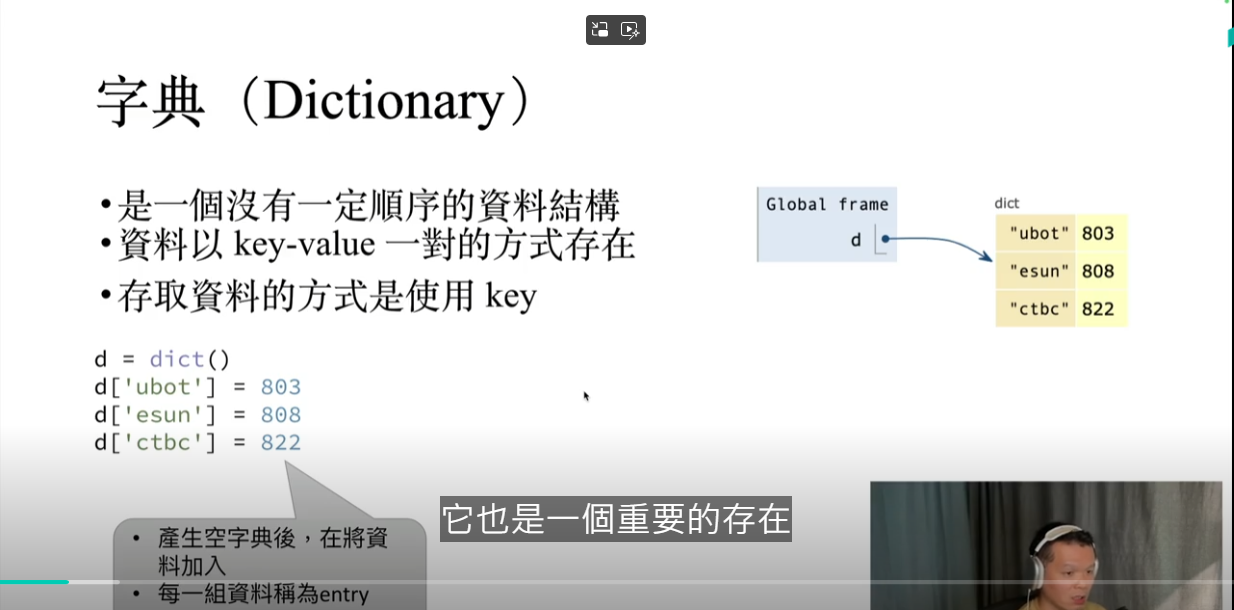 字典（Dictionary）
•是一個沒有一定順序的資料結構
•資料以 key-value 一對的方式存在
•存取資料的方式是使用 key
d = dict()
d['ubot'] = 803
d['esun'] = 808
d['ctbc'] = 822
• 產生空字典後，在將資
料加入
• 每一組資料稱為entry
Global frame
d
dict
"ubot" 803
"esun" 808
"ctbc" 822
它也是一個重要的存在